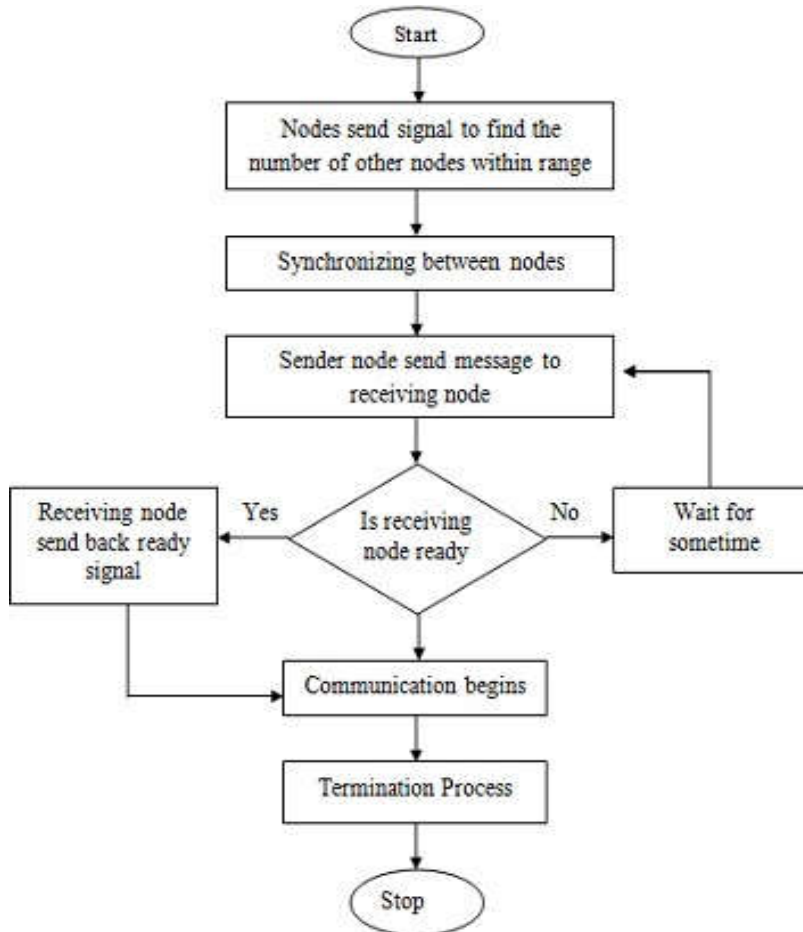 Start
Nodes send signal to find the
number of other nodes within range
Synchronizing between nodes
Sender node send message to
receiving node
Is receiving
node ready
Yes
No
Receiving node
send back ready
signal
Wait for
sometime
Communication begins
Termination Process
Stop